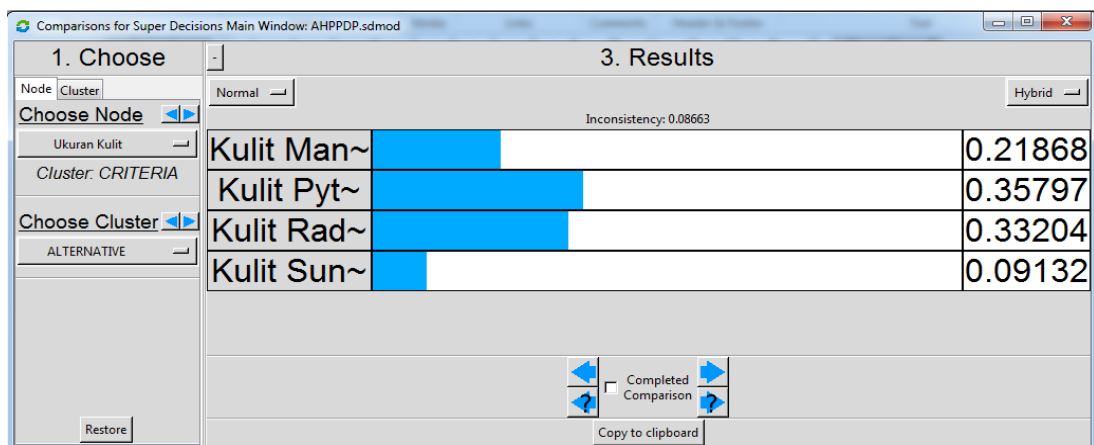 Comparisons for Super Decisions Main Window: AHPPDP.sdmod
1. Choose
Node Cluster
Choose Node
Ukuran Kulit
Cluster: CRITERIA
Choose Cluster
ALTERNATIVE
Restore
- 3. Results
Normal Hybrid
Inconsistency: 0.08663
Kulit Man~ 0.21868
Kulit Pyt~ 0.35797
Kulit Rad~ 0.33204
Kulit Sun~ 0.09132
Completed
Comparison
? ?
Copy to clipboard